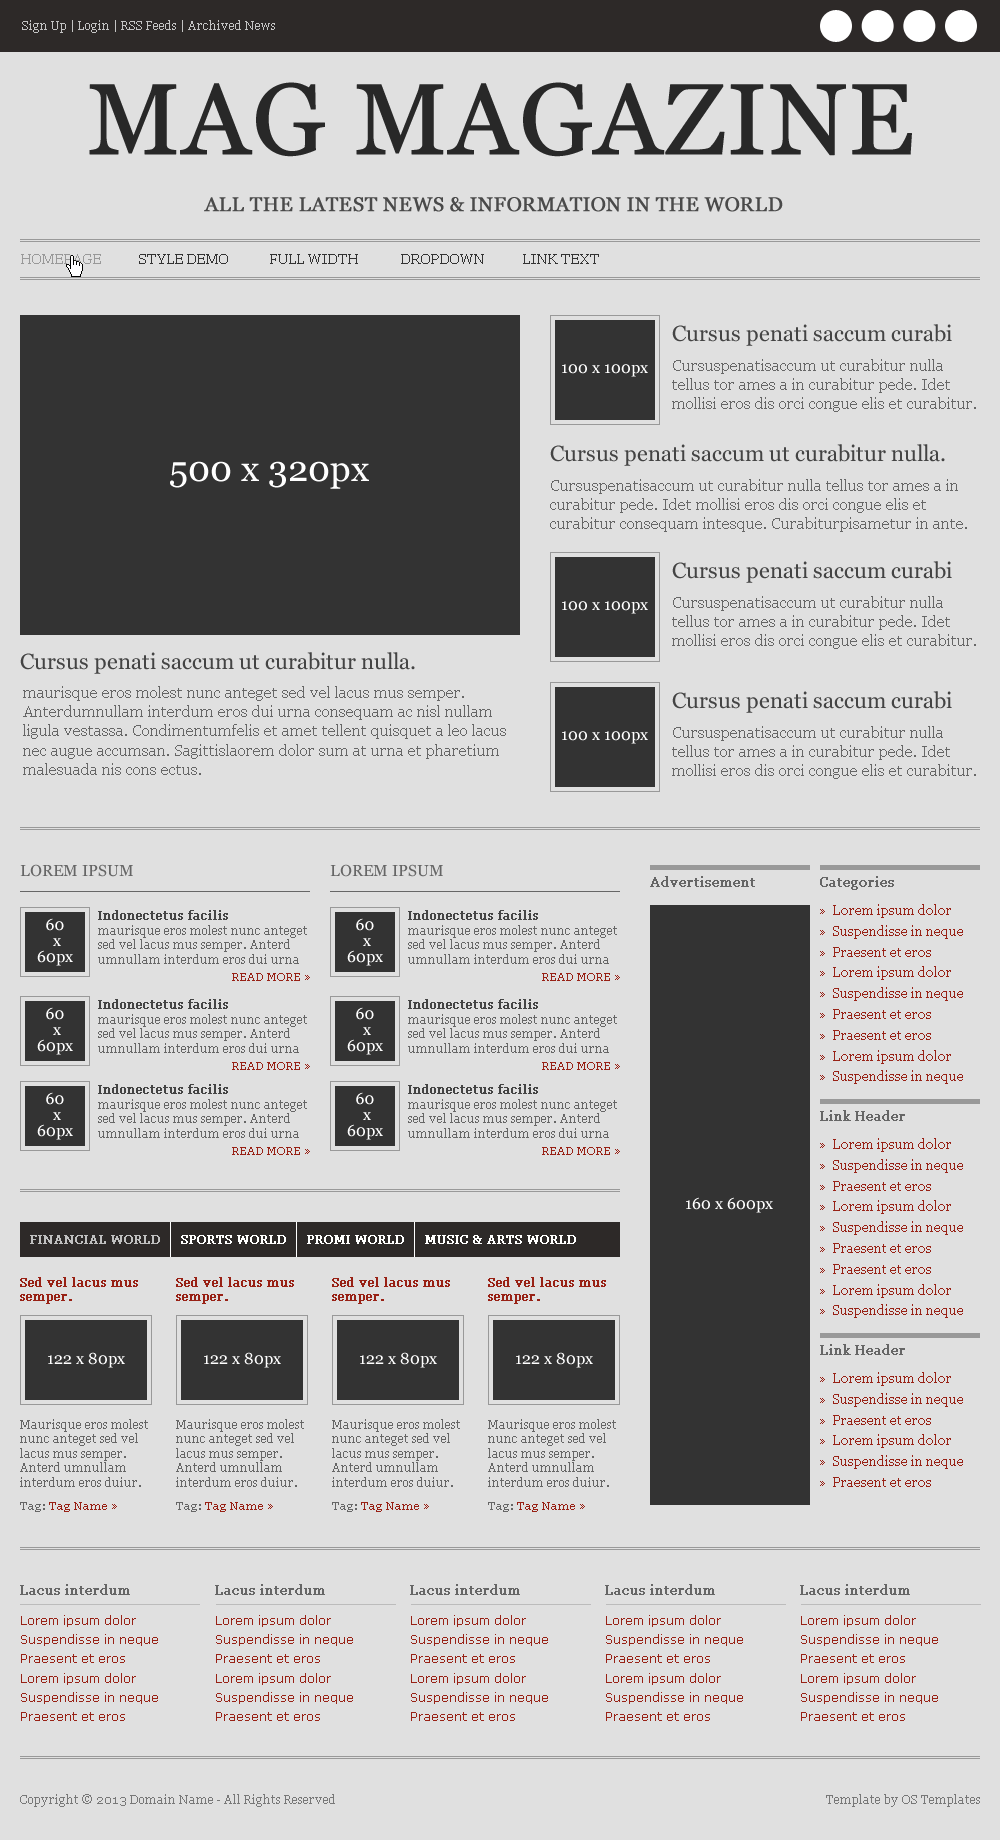 Sign Up | Login | RSS Feeds | Archived News
MAG MAGAZINE
ALL THE LATEST NEWS & INFORMATION IN THE WORLD
HOMEPAGE STYLE DEMO FULL WIDTH DROPDOWN LINK TEXT
500 x 320px
Cursus penati saccum ut curabitur nulla.
maurisque eros molest nunc anteget sed vel lacus mus semper.
Anterdumnullam interdum eros dui urna consequam ac nisl nullam
ligula vestassa. Condimentumfelis et amet tellent quisquet a leo lacus
nec augue accumsan. Sagittislaorem dolor sum at urna et pharetium
malesuada nis cons ectus.
100 x 100px
Cursus penati saccum curabi
Cursuspenatisaccum ut curabitur nulla
tellus tor ames a in curabitur pede. Idet
mollisi eros dis orci congue elis et curabitur.
Cursus penati saccum ut curabitur nulla.
Cursuspenatisaccum ut curabitur nulla tellus tor ames a in
curabitur pede. Idet mollisi eros dis orci congue elis et
curabitur consequam intesque. Curabiturpisametur in ante.
100 x 100px
Cursus penati saccum curabi
Cursuspenatisaccum ut curabitur nulla
tellus tor ames a in curabitur pede. Idet
mollisi eros dis orci congue elis et curabitur.
100 x 100px
Cursus penati saccum curabi
Cursuspenatisaccum ut curabitur nulla
tellus tor ames a in curabitur pede. Idet
mollisi eros dis orci congue elis et curabitur.
LOREM IPSUM
60
x
60px
Indonectetus facilis
maurisque eros molest nunc anteget
sed vel lacus mus semper. Anterd
umnullam interdum eros dui urna
READ MORE »
60
x
60px
Indonectetus facilis
maurisque eros molest nunc anteget
sed vel lacus mus semper. Anterd
umnullam interdum eros dui urna
READ MORE »
60
x
60px
Indonectetus facilis
maurisque eros molest nunc anteget
sed vel lacus mus semper. Anterd
umnullam interdum eros dui urna
READ MORE »
LOREM IPSUM
60
x
60px
Indonectetus facilis
maurisque eros molest nunc anteget
sed vel lacus mus semper. Anterd
umnullam interdum eros dui urna
READ MORE »
60
x
60px
Indonectetus facilis
maurisque eros molest nunc anteget
sed vel lacus mus semper. Anterd
umnullam interdum eros dui urna
READ MORE »
60
x
60px
Indonectetus facilis
maurisque eros molest nunc anteget
sed vel lacus mus semper. Anterd
umnullam interdum eros dui urna
READ MORE »
FINANCIAL WORLD SPORTS WORLD PROMI WORLD MUSIC & ARTS WORLD
Sed vel lacus mus
semper.
122 x 80px
Maurisque eros molest
nunc anteget sed vel
lacus mus semper.
Anterd umnullam
interdum eros duiur.
Tag: Tag Name »
Sed vel lacus mus
semper.
122 x 80px
Maurisque eros molest
nunc anteget sed vel
lacus mus semper.
Anterd umnullam
interdum eros duiur.
Tag: Tag Name »
Sed vel lacus mus
semper.
122 x 80px
Maurisque eros molest
nunc anteget sed vel
lacus mus semper.
Anterd umnullam
interdum eros duiur.
Tag: Tag Name »
Sed vel lacus mus
semper.
122 x 80px
Maurisque eros molest
nunc anteget sed vel
lacus mus semper.
Anterd umnullam
interdum eros duiur.
Tag: Tag Name »
Advertisement
160 x 600px
Categories
» Lorem ipsum dolor
» Suspendisse in neque
» Praesent et eros
» Lorem ipsum dolor
» Suspendisse in neque
» Praesent et eros
» Praesent et eros
» Lorem ipsum dolor
» Suspendisse in neque
Link Header
» Lorem ipsum dolor
» Suspendisse in neque
» Praesent et eros
» Lorem ipsum dolor
» Suspendisse in neque
» Praesent et eros
» Praesent et eros
» Lorem ipsum dolor
» Suspendisse in neque
Link Header
» Lorem ipsum dolor
» Suspendisse in neque
» Praesent et eros
» Lorem ipsum dolor
» Suspendisse in neque
» Praesent et eros
Lacus interdum
Lorem ipsum dolor
Suspendisse in neque
Praesent et eros
Lorem ipsum dolor
Suspendisse in neque
Praesent et eros
Lacus interdum
Lorem ipsum dolor
Suspendisse in neque
Praesent et eros
Lorem ipsum dolor
Suspendisse in neque
Praesent et eros
Lacus interdum
Lorem ipsum dolor
Suspendisse in neque
Praesent et eros
Lorem ipsum dolor
Suspendisse in neque
Praesent et eros
Lacus interdum
Lorem ipsum dolor
Suspendisse in neque
Praesent et eros
Lorem ipsum dolor
Suspendisse in neque
Praesent et eros
Lacus interdum
Lorem ipsum dolor
Suspendisse in neque
Praesent et eros
Lorem ipsum dolor
Suspendisse in neque
Praesent et eros
Copyright © 2013 Domain Name - All Rights Reserved
Template by OS Templates